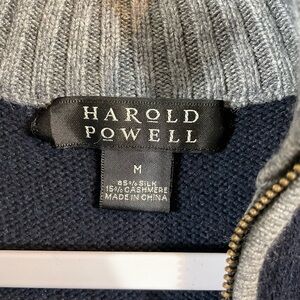 HAROLD
POWELL
M
85% SILK
15% CASHMERE
MADE IN CHINA